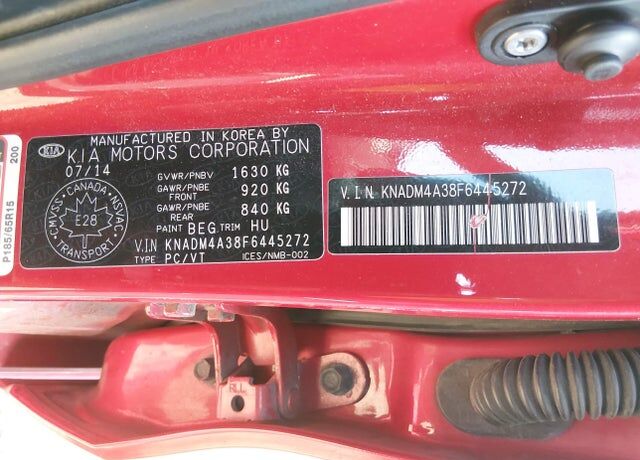 MANUFACTURED IN KOREA BY
KIA KIA MOTORS CORPORATION
07/14
GVWR/PNBV 1630 KG
GAWR/PNBE FRONT 920 KG
GAWR/PNBE REAR 840 KG
PAINT BEG TRIM HU
V.I.N KNADM4A38F6445272
TYPE PC/VT ICES/NMB-002
CANADA
CMVSS NSVAC
E28
TRANSPORT
V.I.N KNADM4A38F6445272
P185/65R15
200
R.L